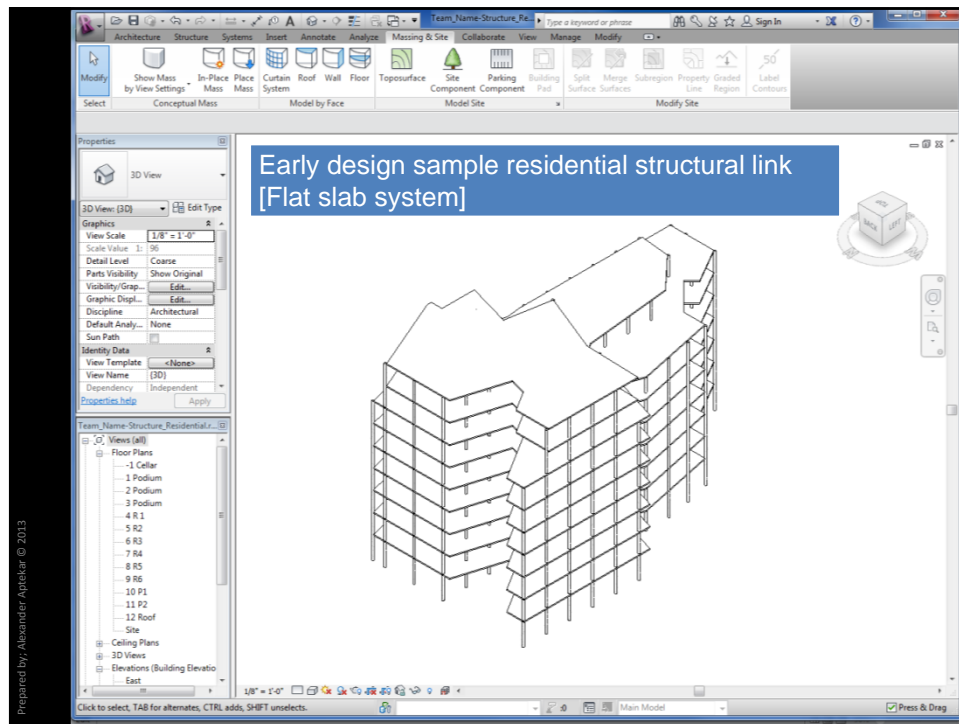 Team_Name-Structure_Re...
Type a keyword or phrase
Sign In
Architecture Structure Systems Insert Annotate Analyze Massing & Site Collaborate View Manage Modify
Modify
Show Mass
by View Settings
In-Place
Mass
Place
Mass
Curtain
System
Roof
Wall
Floor
Toposurface
Site
Component
Parking
Component
Building
Pad
Split
Surface
Merge
Surfaces
Subregion
Property
Line
Graded
Region
Label
Contours
Select Conceptual Mass Model by Face Model Site Modify Site
Properties
3D View
3D View: {3D} Edit Type
Graphics
View Scale 1/8" = 1'-0"
Scale Value 1: 96
Detail Level Coarse
Parts Visibility Show Original
Visibility/Grap... Edit...
Graphic Displ... Edit...
Discipline Architectural
Default Analy... None
Sun Path
Identity Data
View Template <None>
View Name {3D}
Dependency Independent
Properties help Apply
Team_Name-Structure_Residential.r...
Views (all)
Floor Plans
-1 Cellar
1 Podium
2 Podium
3 Podium
4 R 1
5 R2
6 R3
7 R4
8 R5
9 R6
10 P1
11 P2
12 Roof
Site
Ceiling Plans
3D Views
Elevations (Building Elevatio
East
Early design sample residential structural link
[Flat slab system]
BACK
LEFT
1/8" = 1'-0"
Click to select, TAB for alternates, CTRL adds, SHIFT unselects.
:0
Main Model
Press & Drag
Prepared by; Alexander Aptekar © 2013